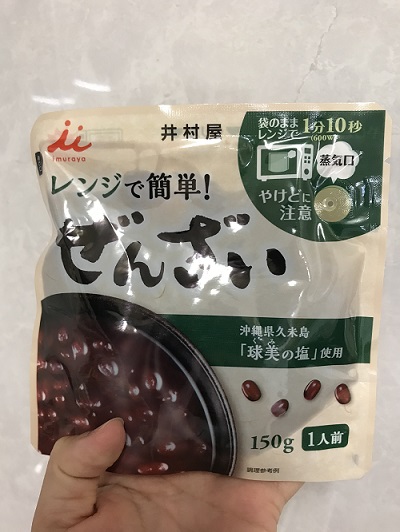 imuraya
井村屋
袋のまま
レンジで
1分10秒
(600W)
蒸気口
やけどに
注意
レンジで簡単!
ぜんざい
沖縄県久米島
くみ
「球美の塩」使用
150g
1人前
調理参考例